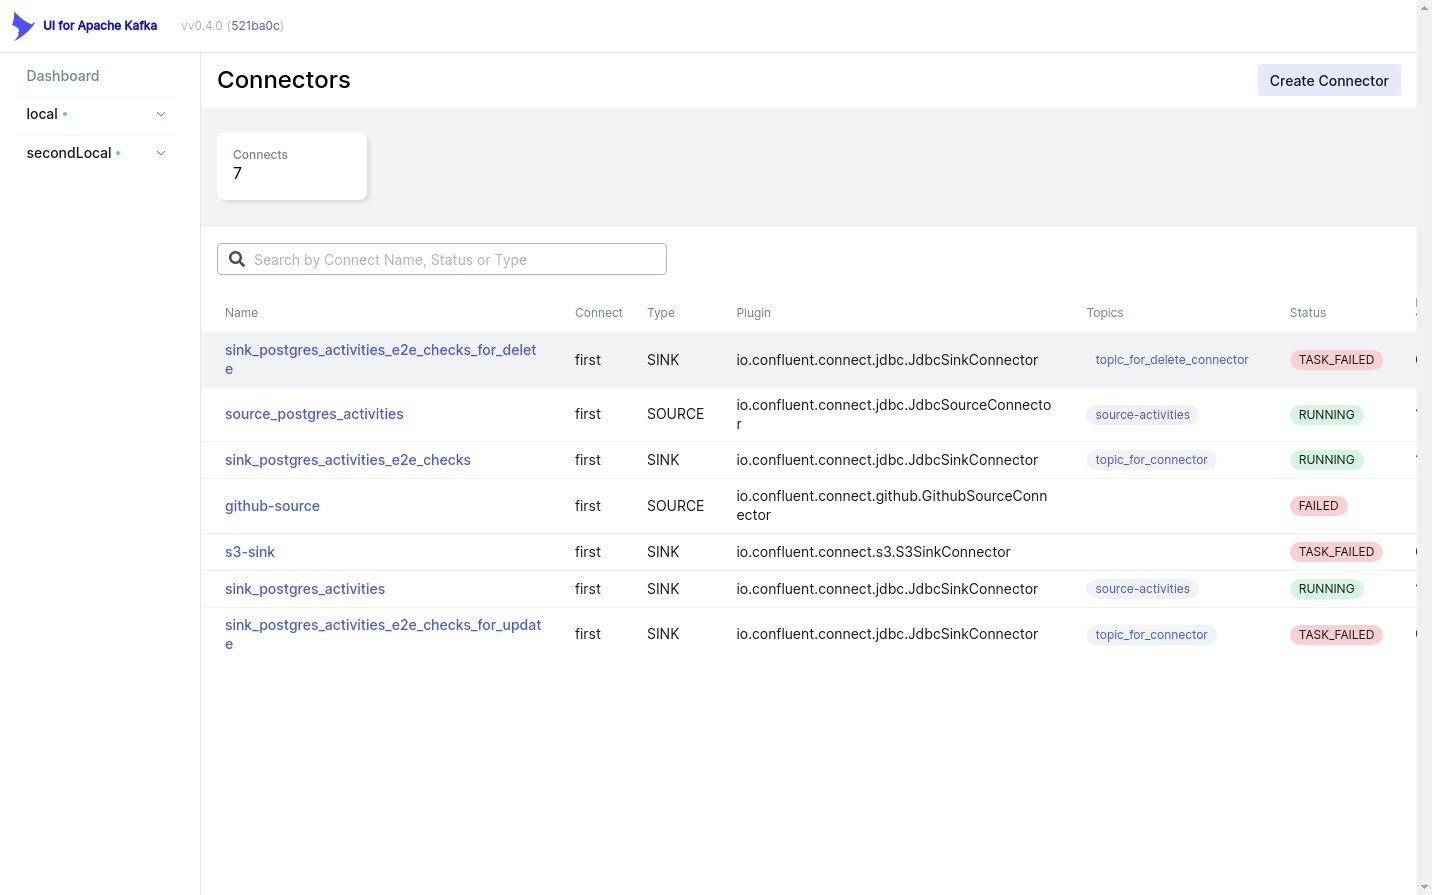 UI for Apache Kafka
vv0.4.0 (521ba0c)
Dashboard
local
secondLocal
Connectors
Create Connector
Connects
7
Search by Connect Name, Status or Type
Name Connect Type Plugin Topics Status
sink_postgres_activities_e2e_checks_for_delet
e
first SINK io.confluent.connect.jdbc.JdbcSinkConnector topic_for_delete_connector TASK_FAILED
source_postgres_activities first SOURCE io.confluent.connect.jdbc.JdbcSourceConnecto
r
source-activities RUNNING
sink_postgres_activities_e2e_checks first SINK io.confluent.connect.jdbc.JdbcSinkConnector topic_for_connector RUNNING
github-source first SOURCE io.confluent.connect.github.GithubSourceConn
ector
FAILED
s3-sink first SINK io.confluent.connect.s3.S3SinkConnector TASK_FAILED
sink_postgres_activities first SINK io.confluent.connect.jdbc.JdbcSinkConnector source-activities RUNNING
sink_postgres_activities_e2e_checks_for_updat
e
first SINK io.confluent.connect.jdbc.JdbcSinkConnector topic_for_connector TASK_FAILED